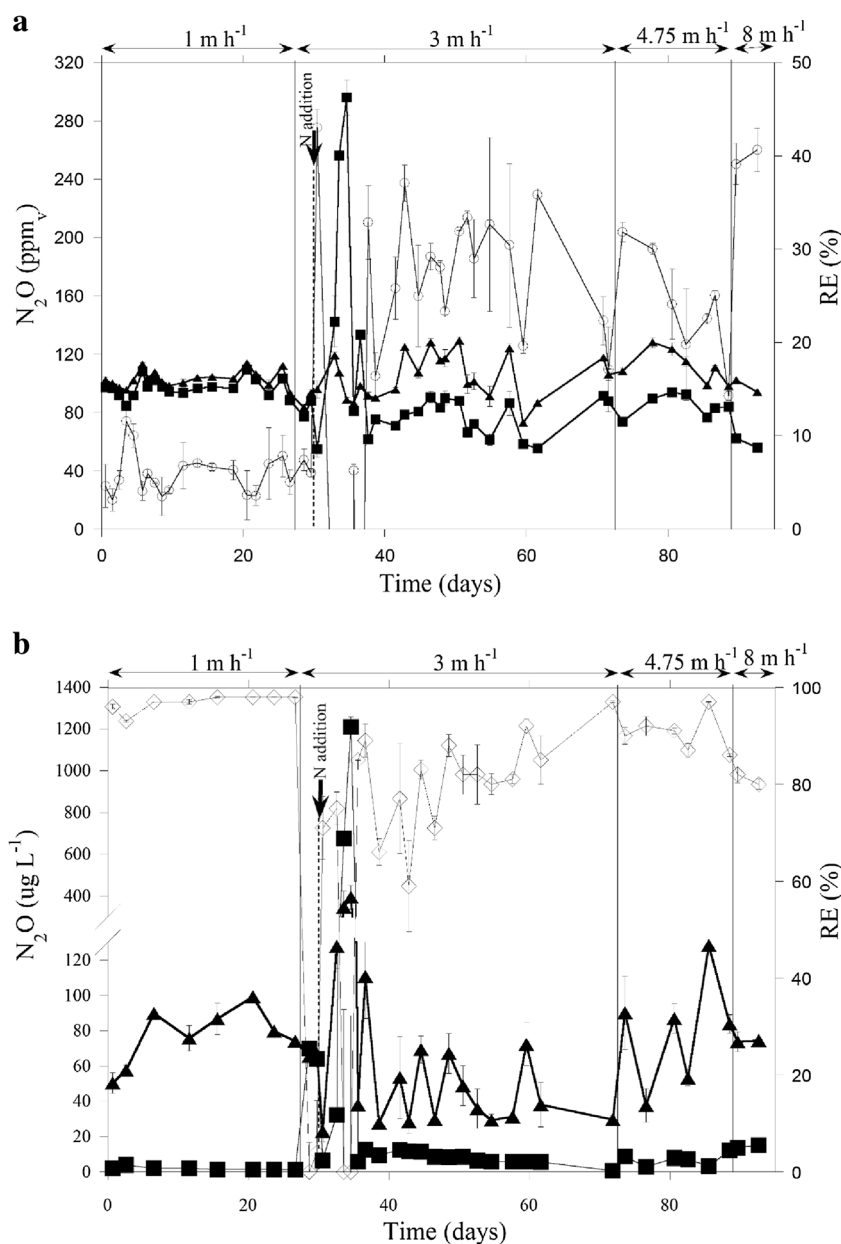 a
1 m h-1 3 m h-1 4.75 m h-1 8 m h-1
320 50
280
240 40
200
30
160
120 20
80
10
40
0 0
N addition
N2O (ppmv)
RE (%)
0 20 40 60 80
Time (days)
b
1 m h-1 3 m h-1 4.75 m h-1 8 m h-1
1400 100
1200
1000 80
800
600 60
400
120 40
100
80
60 20
40
20
0 0
N addition
N2O (ug L-1)
RE (%)
0 20 40 60 80
Time (days)